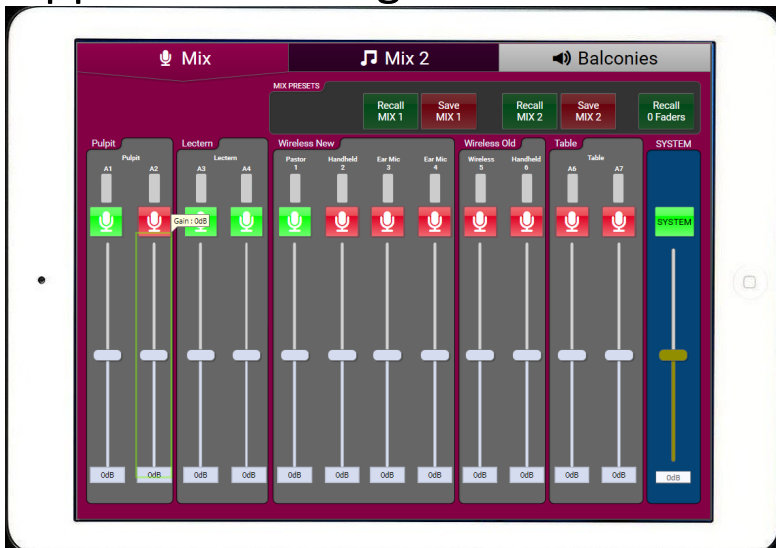 Mix
Mix 2
Balconies
MIX PRESETS
Recall
MIX 1
Save
MIX 1
Recall
MIX 2
Save
MIX 2
Recall
0 Faders
Pulpit
Lectern
Wireless New
Wireless Old
Table
SYSTEM
Pulpit
A1
A2
Lectern
A3
A4
Pastor
1
Handheld
2
Ear Mic
3
Ear Mic
4
Wireless
5
Handheld
6
Table
A6
A7
Gain : 0dB
SYSTEM
0dB
0dB
0dB
0dB
0dB
0dB
0dB
0dB
0dB
0dB
0dB
0dB
0dB